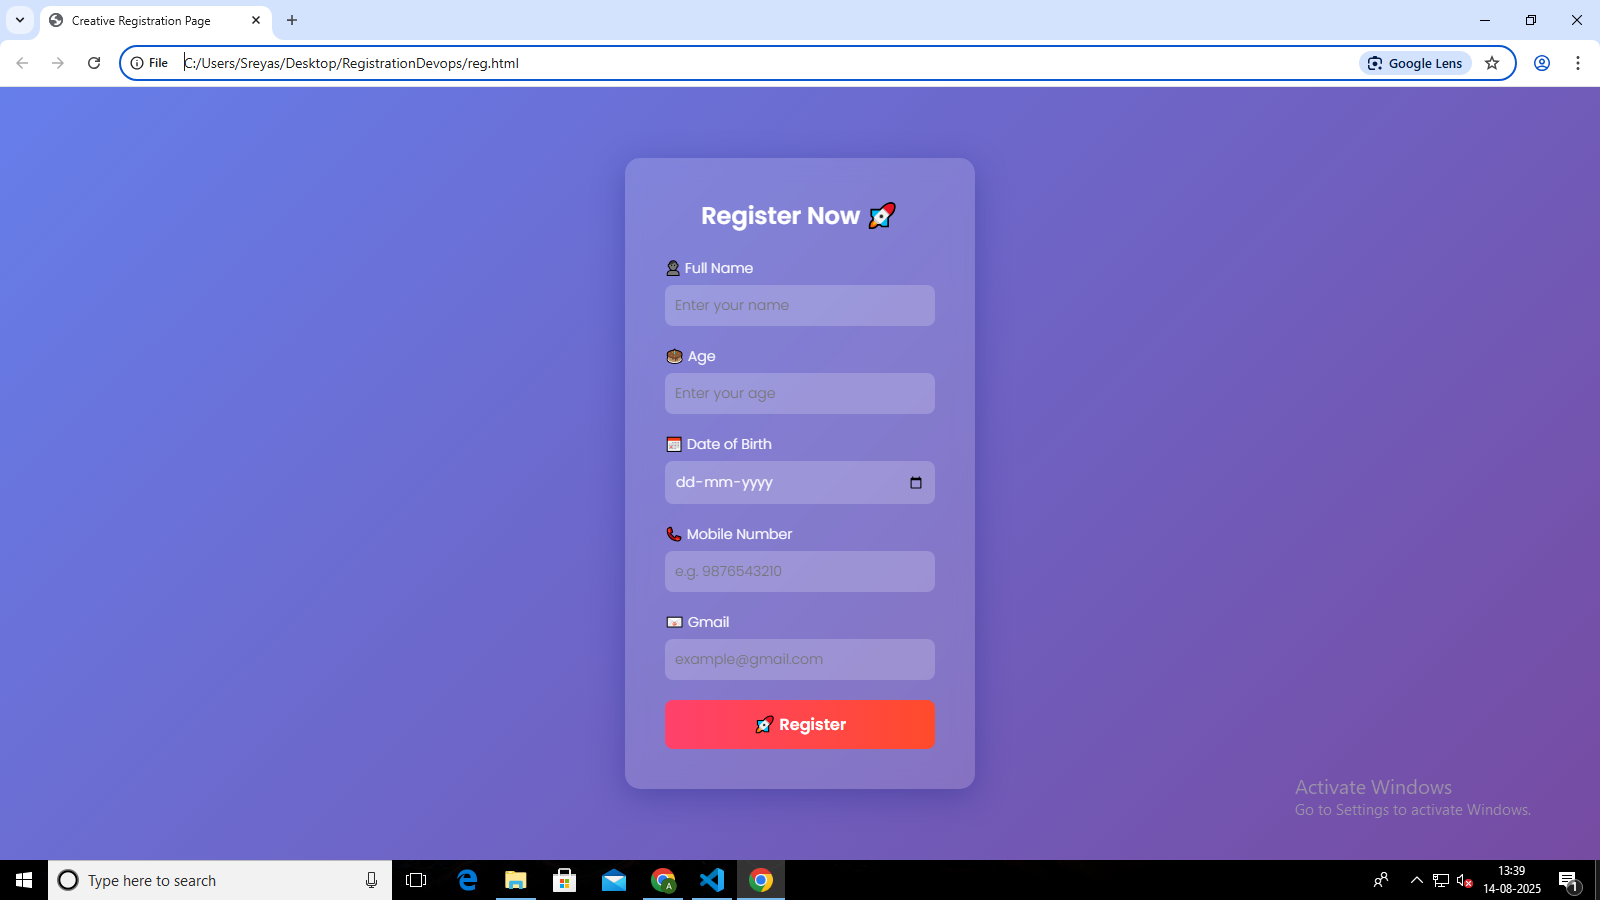 Creative Registration Page
File
C:/Users/Sreyas/Desktop/RegistrationDevops/reg.html
Google Lens
Register Now 🚀
👤 Full Name
Enter your name
🎂 Age
Enter your age
📅 Date of Birth
dd-mm-yyyy
📞 Mobile Number
e.g. 9876543210
📧 Gmail
example@gmail.com
🚀 Register
Activate Windows
Go to Settings to activate Windows.
Type here to search
A
13:39
14-08-2025
1